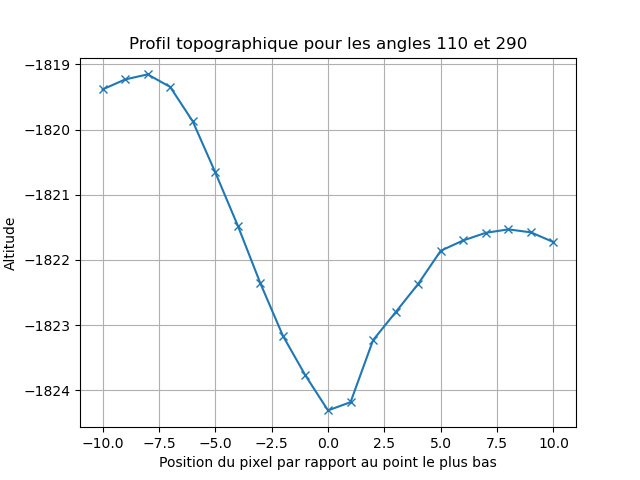 Profil topographique pour les angles 110 et 290
Altitude
−1819
−1820
−1821
−1822
−1823
−1824
−10.0 −7.5 −5.0 −2.5 0.0 2.5 5.0 7.5 10.0
Position du pixel par rapport au point le plus bas